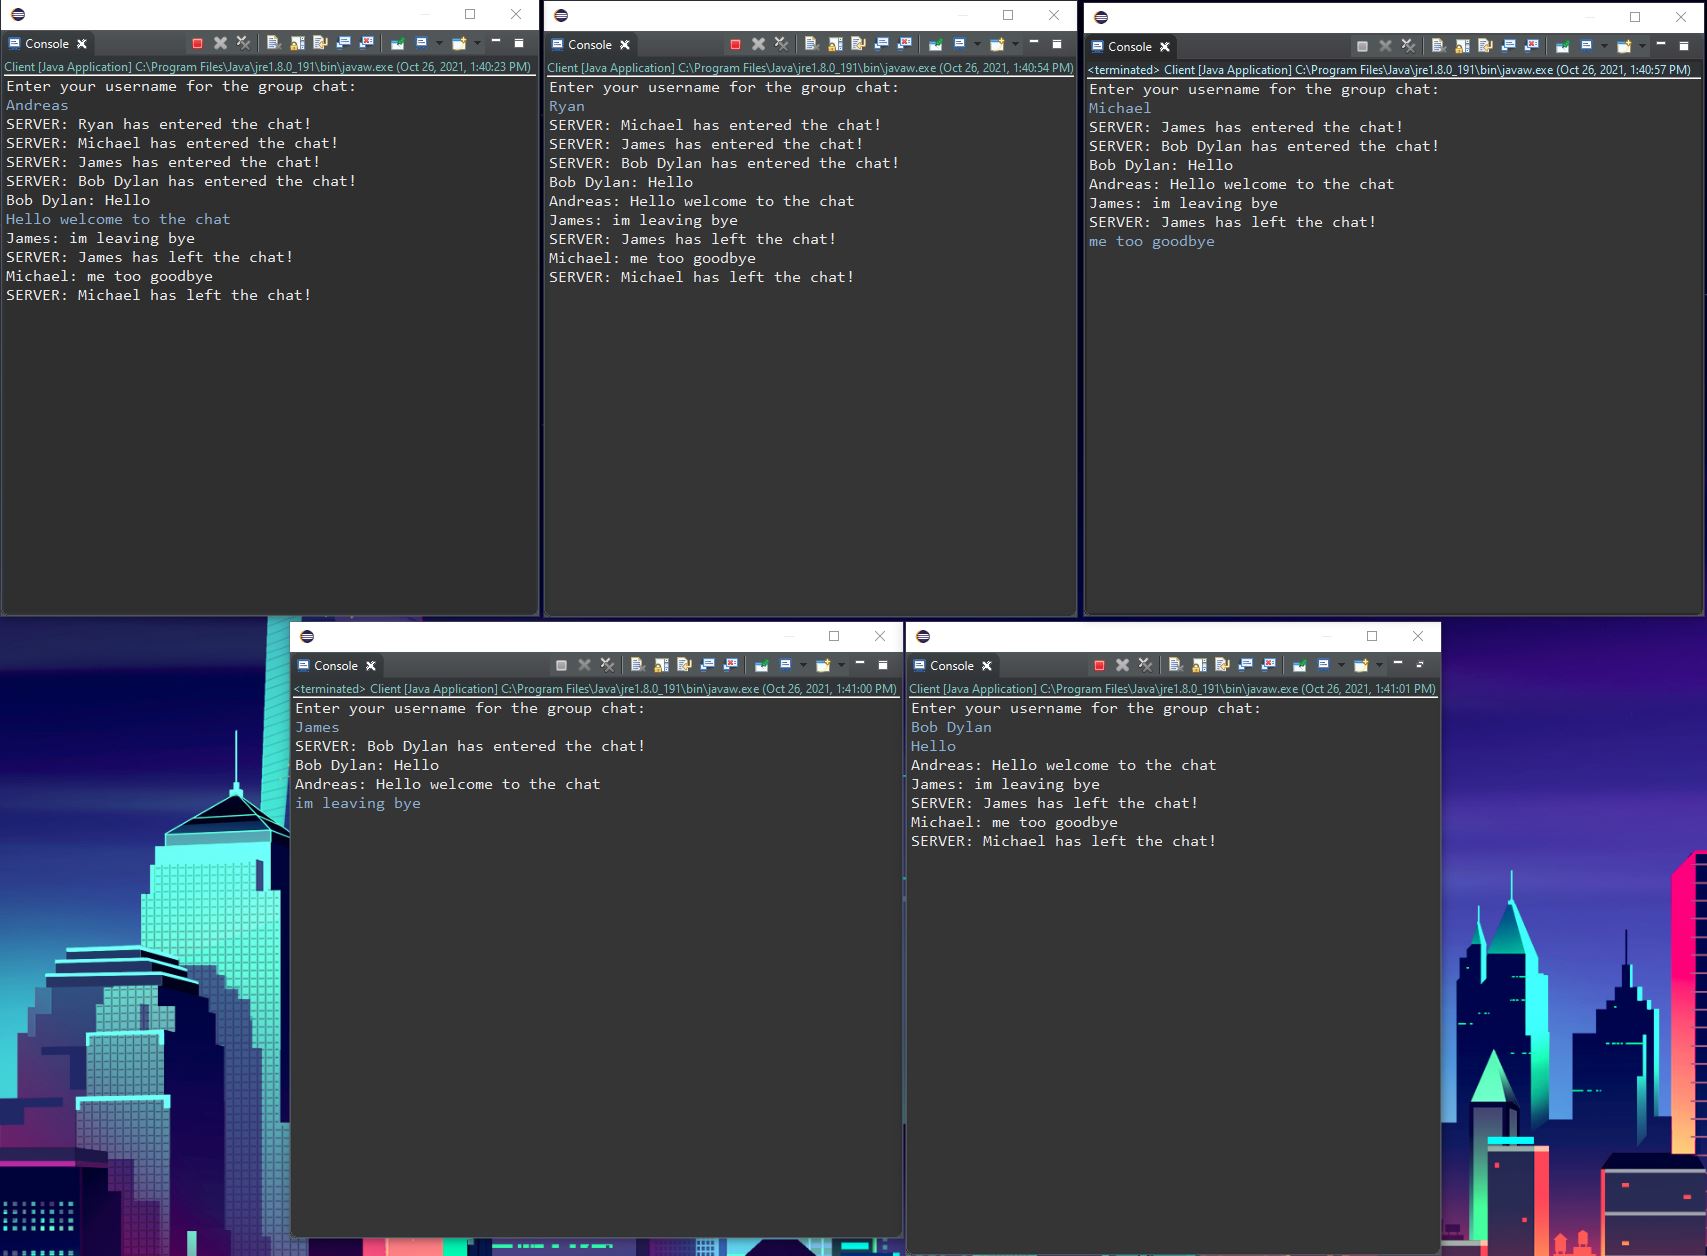 Console
Client [Java Application] C:\Program Files\Java\jre1.8.0_191\bin\javaw.exe (Oct 26, 2021, 1:40:23 PM)
Enter your username for the group chat:
Andreas
SERVER: Ryan has entered the chat!
SERVER: Michael has entered the chat!
SERVER: James has entered the chat!
SERVER: Bob Dylan has entered the chat!
Bob Dylan: Hello
Hello welcome to the chat
James: im leaving bye
SERVER: James has left the chat!
Michael: me too goodbye
SERVER: Michael has left the chat!
Console
Client [Java Application] C:\Program Files\Java\jre1.8.0_191\bin\javaw.exe (Oct 26, 2021, 1:40:54 PM)
Enter your username for the group chat:
Ryan
SERVER: Michael has entered the chat!
SERVER: James has entered the chat!
SERVER: Bob Dylan has entered the chat!
Bob Dylan: Hello
Andreas: Hello welcome to the chat
James: im leaving bye
SERVER: James has left the chat!
Michael: me too goodbye
SERVER: Michael has left the chat!
Console
<terminated> Client [Java Application] C:\Program Files\Java\jre1.8.0_191\bin\javaw.exe (Oct 26, 2021, 1:40:57 PM)
Enter your username for the group chat:
Michael
SERVER: James has entered the chat!
SERVER: Bob Dylan has entered the chat!
Bob Dylan: Hello
Andreas: Hello welcome to the chat
James: im leaving bye
SERVER: James has left the chat!
me too goodbye
Console
<terminated> Client [Java Application] C:\Program Files\Java\jre1.8.0_191\bin\javaw.exe (Oct 26, 2021, 1:41:00 PM)
Enter your username for the group chat:
James
SERVER: Bob Dylan has entered the chat!
Bob Dylan: Hello
Andreas: Hello welcome to the chat
im leaving bye
Console
Client [Java Application] C:\Program Files\Java\jre1.8.0_191\bin\javaw.exe (Oct 26, 2021, 1:41:01 PM)
Enter your username for the group chat:
Bob Dylan
Hello
Andreas: Hello welcome to the chat
James: im leaving bye
SERVER: James has left the chat!
Michael: me too goodbye
SERVER: Michael has left the chat!